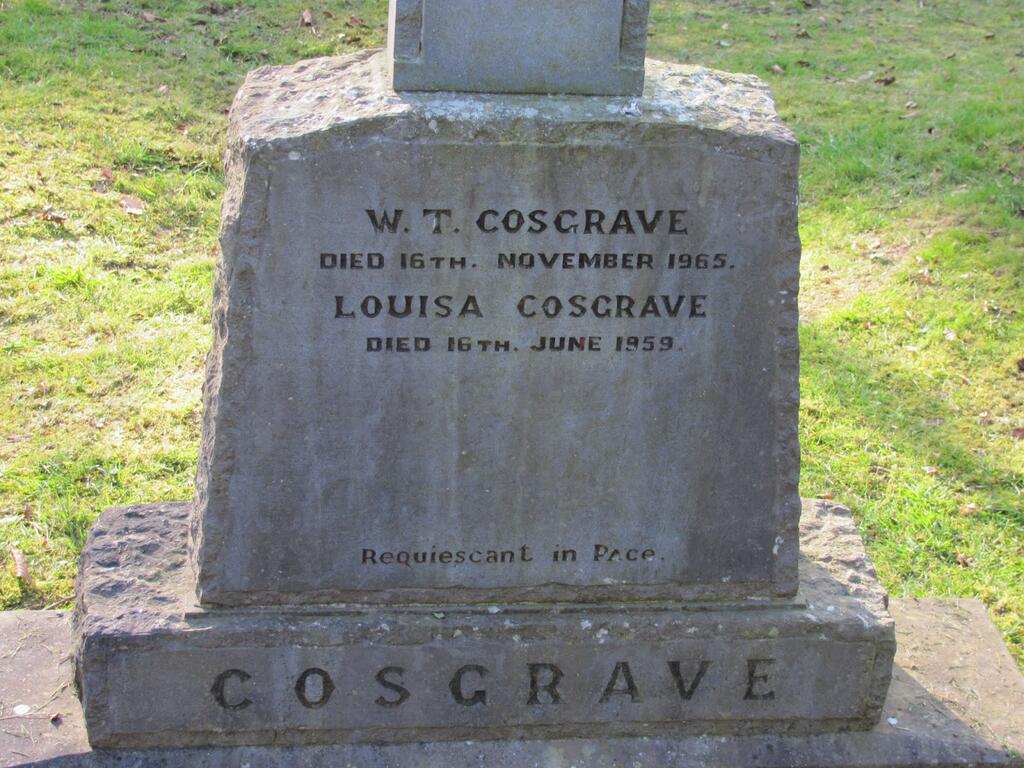 W. T. COSGRAVE
DIED 16TH. NOVEMBER 1965.
LOUISA COSGRAVE
DIED 16TH. JUNE 1959.
Requiescant in Pace.
COSGRAVE